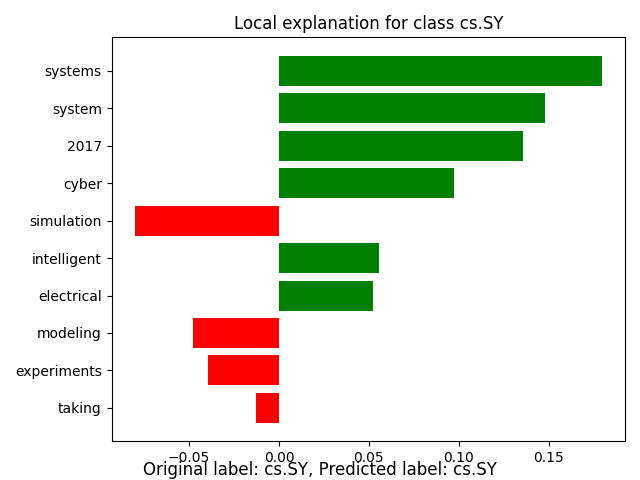 Local explanation for class cs.SY
systems
system
2017
cyber
simulation
intelligent
electrical
modeling
experiments
taking
−0.05 0.00 0.05 0.10 0.15
Original label: cs.SY, Predicted label: cs.SY